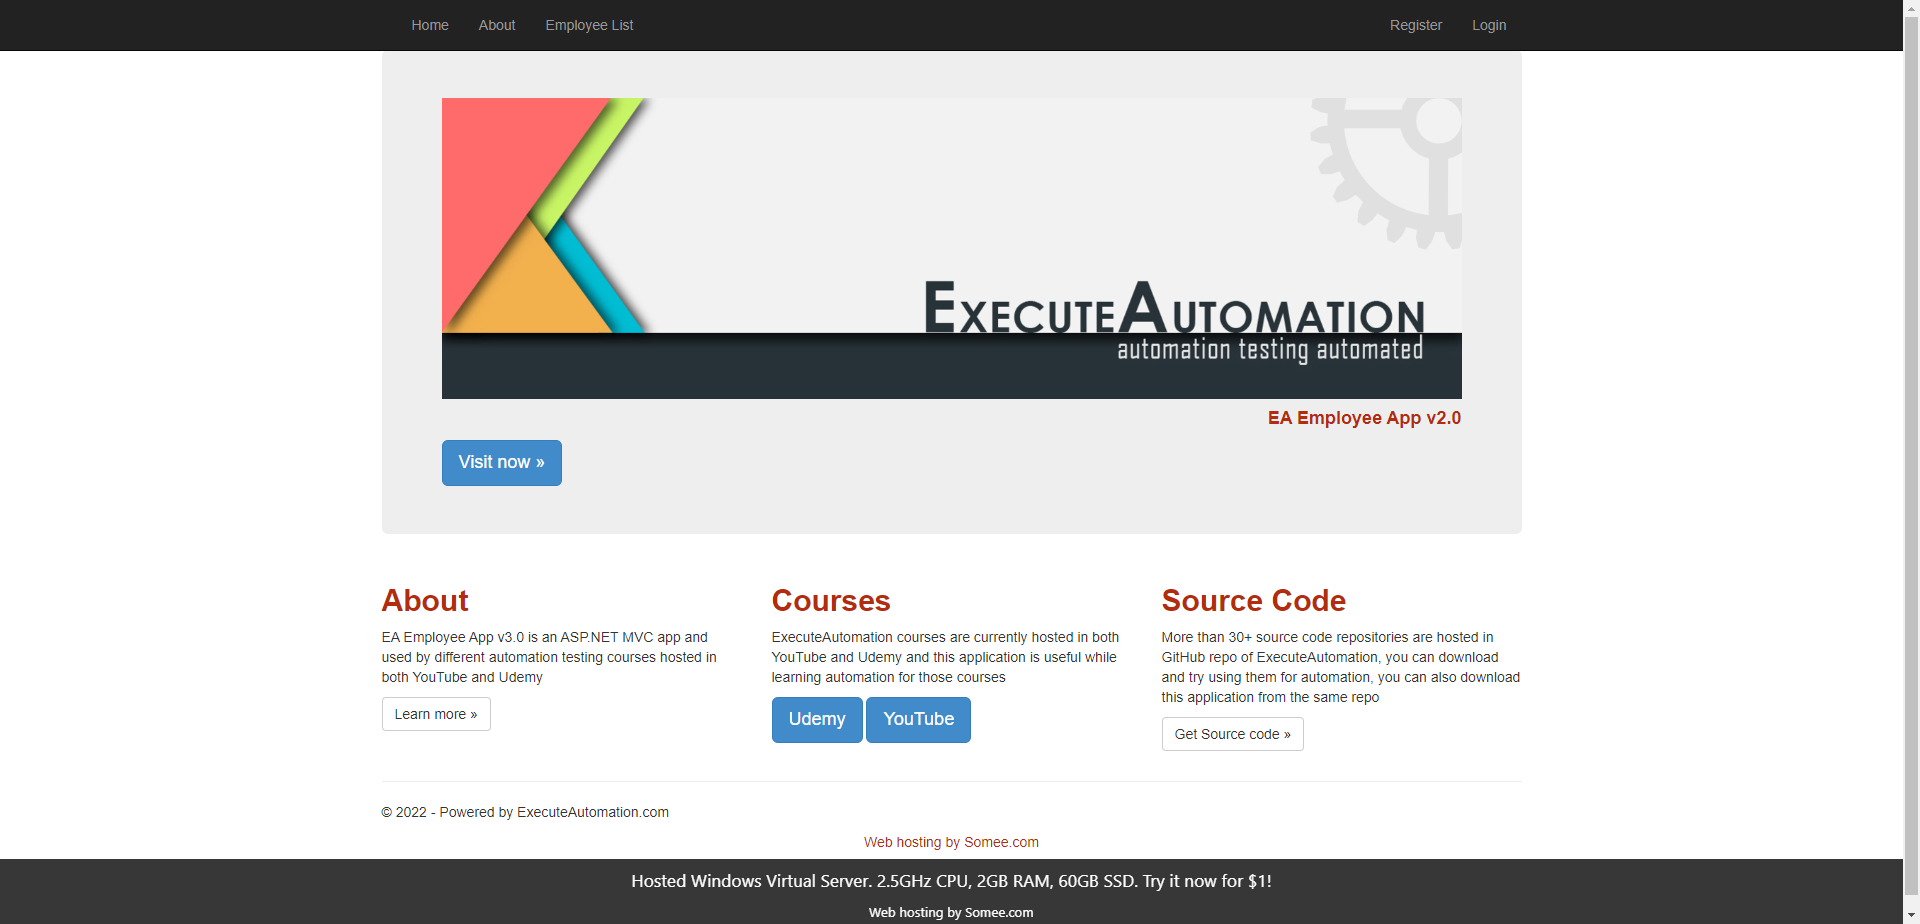 Home About Employee List Register Login
EXECUTEAUTOMATION
automation testing automated
EA Employee App v2.0
Visit now »
About
EA Employee App v3.0 is an ASP.NET MVC app and
used by different automation testing courses hosted in
both YouTube and Udemy
Learn more »
Courses
ExecuteAutomation courses are currently hosted in both
YouTube and Udemy and this application is useful while
learning automation for those courses
Udemy YouTube
Source Code
More than 30+ source code repositories are hosted in
GitHub repo of ExecuteAutomation, you can download
and try using them for automation, you can also download
this application from the same repo
Get Source code »
© 2022 - Powered by ExecuteAutomation.com
Web hosting by Somee.com
Hosted Windows Virtual Server. 2.5GHz CPU, 2GB RAM, 60GB SSD. Try it now for $1!
Web hosting by Somee.com